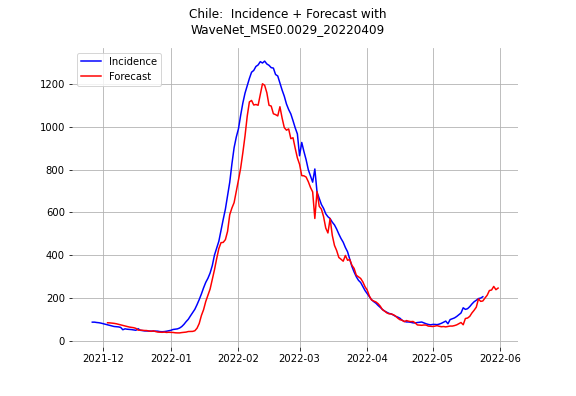 Chile:  Incidence + Forecast with
WaveNet_MSE0.0029_20220409
Incidence
Forecast
1200
1000
800
600
400
200
0
2021-12 2022-01 2022-02 2022-03 2022-04 2022-05 2022-06